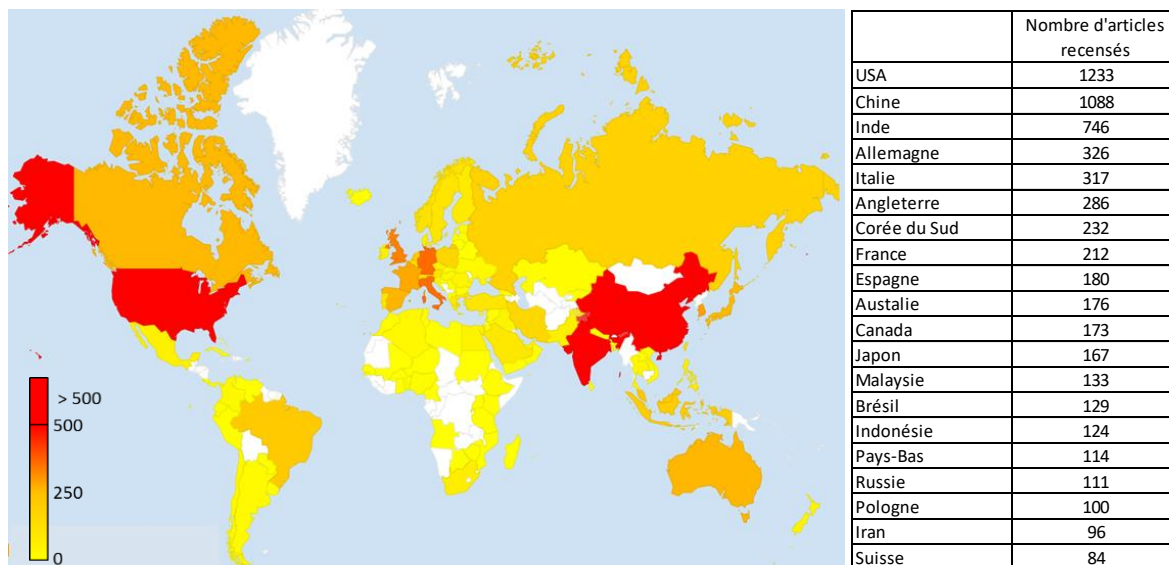 > 500
500
250
0
Nombre d'articles
recensés
USA 1233
Chine 1088
Inde 746
Allemagne 326
Italie 317
Angleterre 286
Corée du Sud 232
France 212
Espagne 180
Austalie 176
Canada 173
Japon 167
Malaysie 133
Brésil 129
Indonésie 124
Pays-Bas 114
Russie 111
Pologne 100
Iran 96
Suisse 84